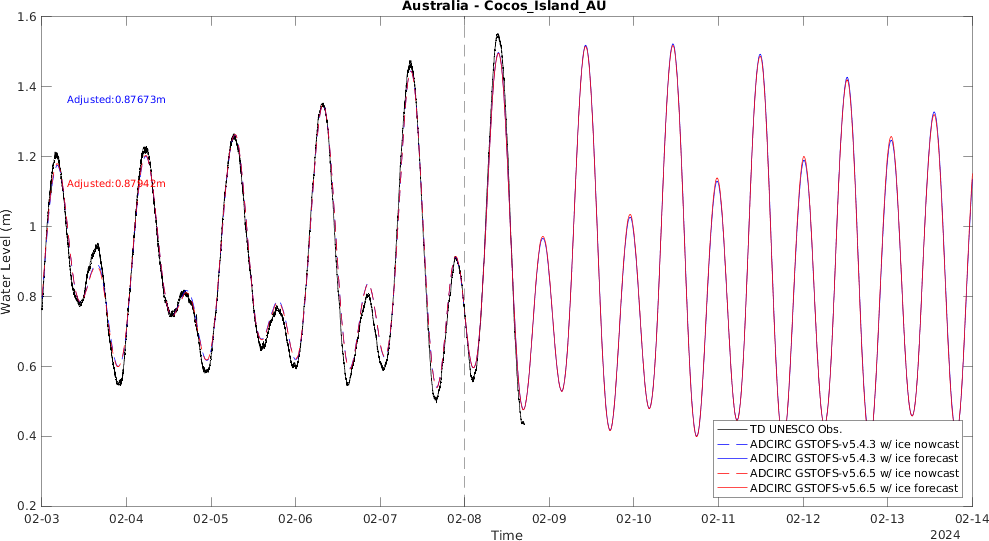 Australia - Cocos_Island_AU
1.6
1.4
1.2
1
0.8
0.6
0.4
0.2
Water Level (m)
Adjusted:0.87673m
Adjusted:0.87942m
TD UNESCO Obs.
ADCIRC GSTOFS-v5.4.3 w/ ice nowcast
ADCIRC GSTOFS-v5.4.3 w/ ice forecast
ADCIRC GSTOFS-v5.6.5 w/ ice nowcast
ADCIRC GSTOFS-v5.6.5 w/ ice forecast
02-03 02-04 02-05 02-06 02-07 02-08 02-09 02-10 02-11 02-12 02-13 02-14
Time
2024